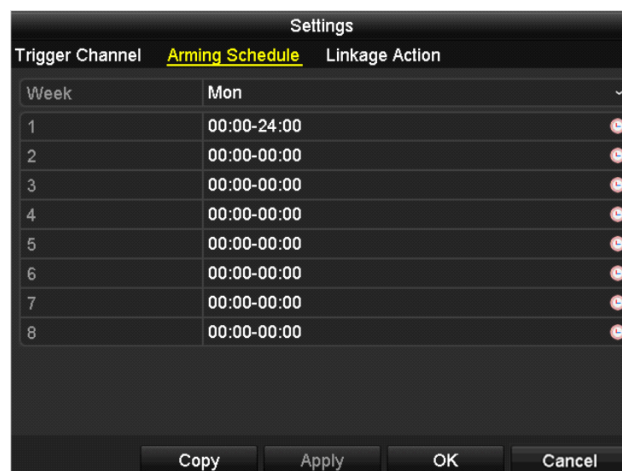 Settings
Trigger Channel Arming Schedule Linkage Action
Week Mon
1 00:00-24:00
2 00:00-00:00
3 00:00-00:00
4 00:00-00:00
5 00:00-00:00
6 00:00-00:00
7 00:00-00:00
8 00:00-00:00
Copy Apply OK Cancel